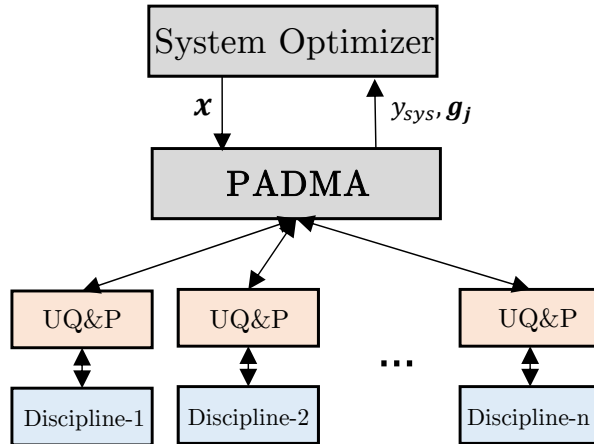 System Optimizer
x
y_sys, g_j
PADMA
UQ&P UQ&P UQ&P
...
Discipline-1 Discipline-2 Discipline-n